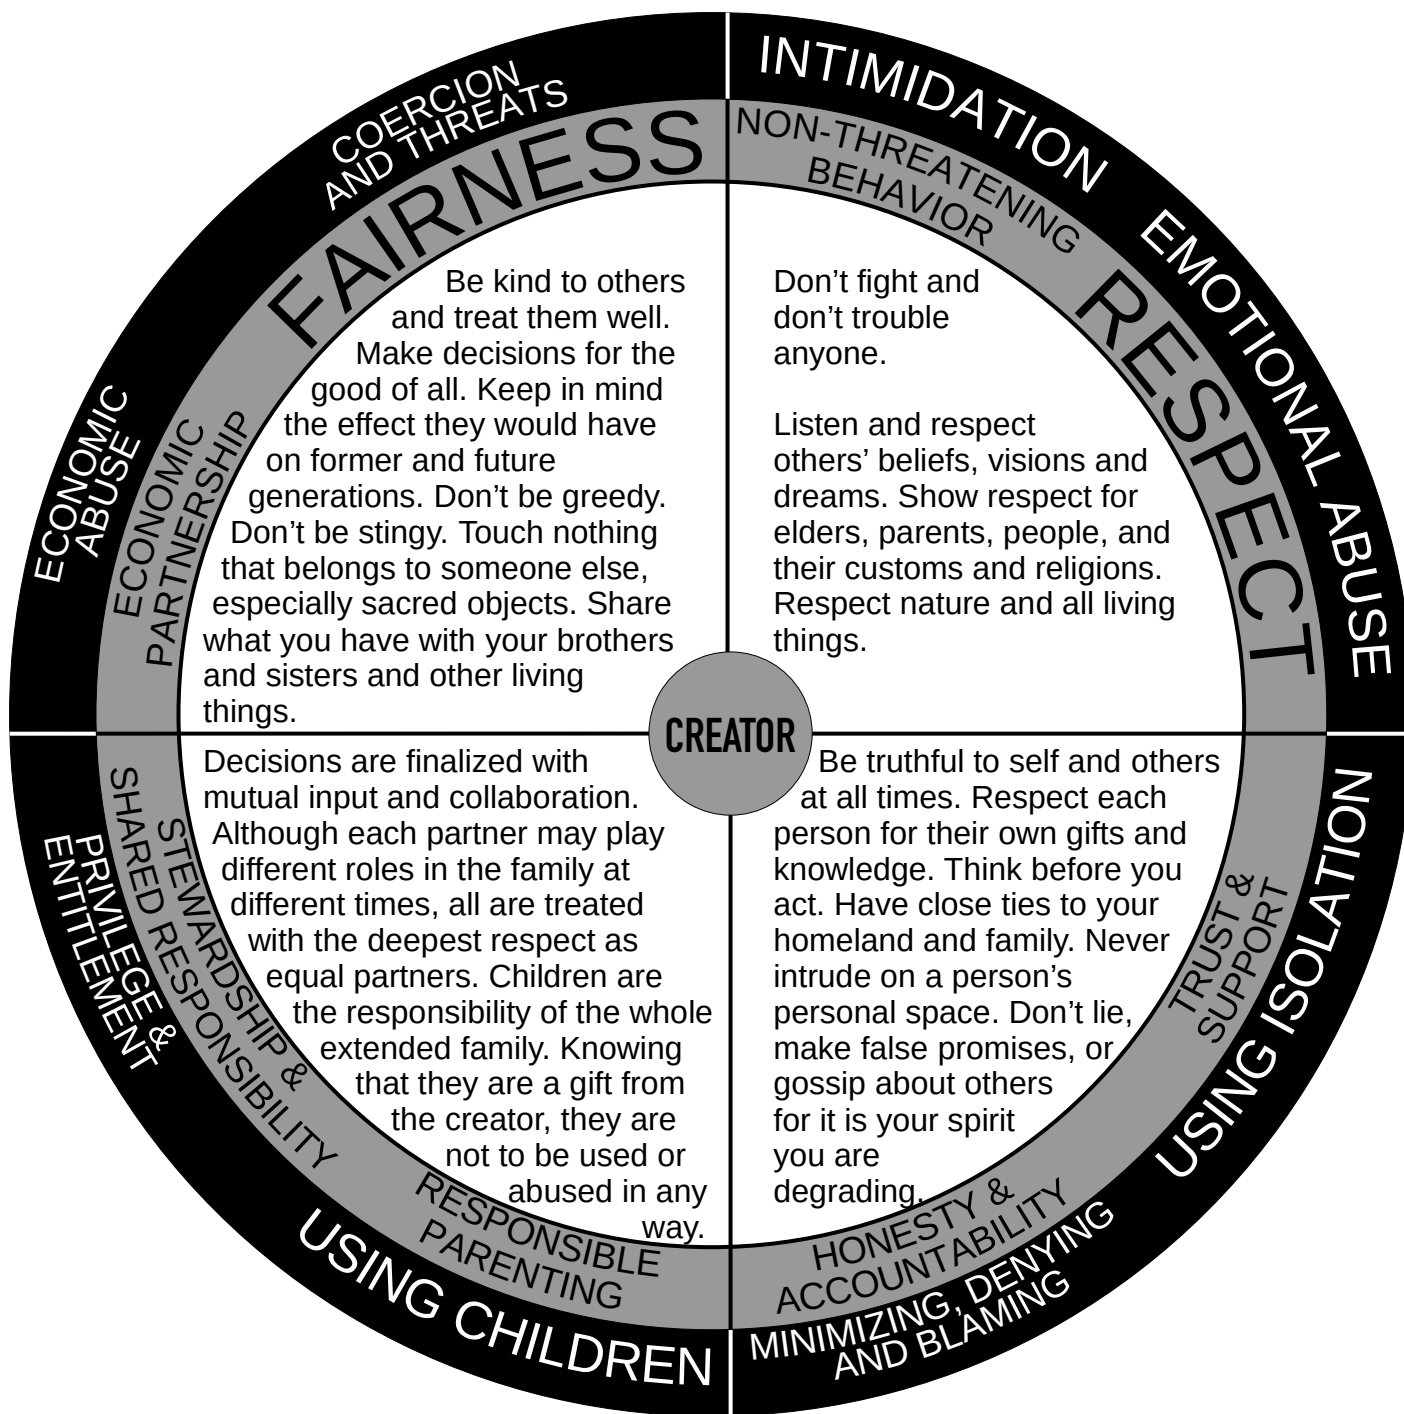 COERCION
AND THREATS
ECONOMIC
ABUSE
FAIRNESS
ECONOMIC
PARTNERSHIP
Be kind to others
and treat them well.
Make decisions for the
good of all. Keep in mind
the effect they would have
on former and future
generations. Don’t be greedy.
Don’t be stingy. Touch nothing
that belongs to someone else,
especially sacred objects. Share
what you have with your brothers
and sisters and other living
things.
INTIMIDATION
EMOTIONAL ABUSE
NON-THREATENING
BEHAVIOR
RESPECT
Don’t fight and
don’t trouble
anyone.
Listen and respect
others’ beliefs, visions and
dreams. Show respect for
elders, parents, people, and
their customs and religions.
Respect nature and all living
things.
CREATOR
Decisions are finalized with
mutual input and collaboration.
Although each partner may play
different roles in the family at
different times, all are treated
with the deepest respect as
equal partners. Children are
the responsibility of the whole
extended family. Knowing
that they are a gift from
the creator, they are
not to be used or
abused in any
way.
STEWARDSHIP &
SHARED RESPONSIBILITY
PRIVILEGE &
ENTITLEMENT
RESPONSIBLE
PARENTING
USING CHILDREN
Be truthful to self and others
at all times. Respect each
person for their own gifts and
knowledge. Think before you
act. Have close ties to your
homeland and family. Never
intrude on a person’s
personal space. Don’t lie,
make false promises, or
gossip about others
for it is your spirit
you are
degrading.
TRUST &
SUPPORT
USING ISOLATION
HONESTY &
ACCOUNTABILITY
MINIMIZING, DENYING
AND BLAMING